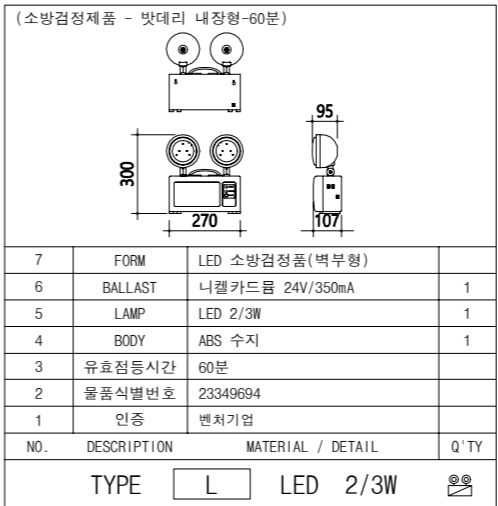 (소방검정제품 - 밧데리 내장형-60분)
95
300
270
107
7 FORM LED 소방검정품(벽부형)
6 BALLAST 니켈카드뮴 24V/350mA 1
5 LAMP LED 2/3W 1
4 BODY ABS 수지 1
3 유효점등시간 60분
2 물품식별번호 23349694
1 인증 벤처기업
NO. DESCRIPTION MATERIAL / DETAIL Q'TY
TYPE L LED 2/3W